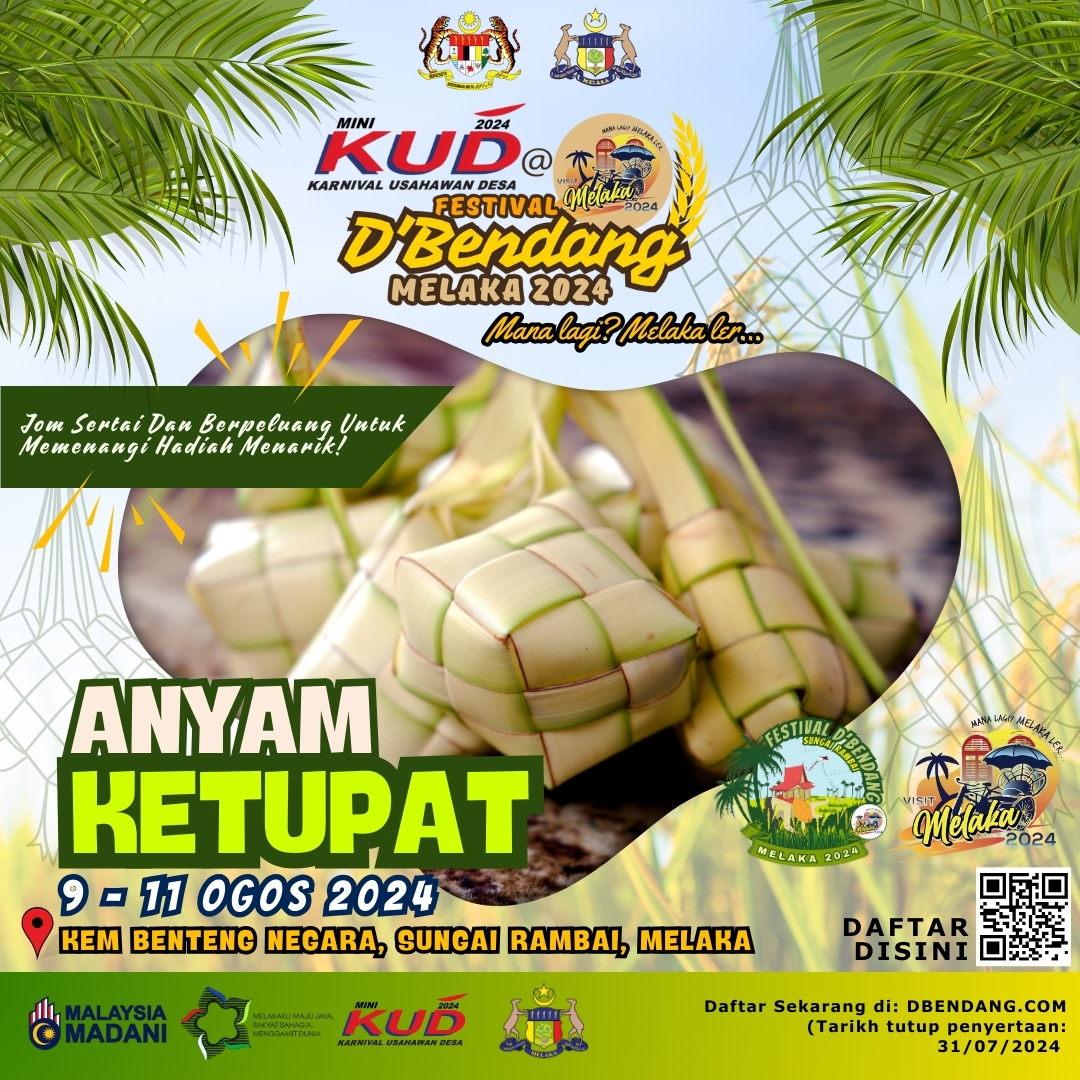 MELAKA
MINI 2024
KUD @
KARNIVAL USAHAWAN DESA
MANA LAGI? MELAKA LER...
VISIT
Melaka
2024
FESTIVAL
D'Bendang
MELAKA 2024
Mana lagi? Melaka ler...
Jom Sertai Dan Berpeluang Untuk
Memenangi Hadiah Menarik!
ANYAM
KETUPAT
9 - 11 OGOS 2024
KEM BENTENG NEGARA, SUNGAI RAMBAI, MELAKA
FESTIVAL D'BENDANG
SUNGAI RAMBAI
MELAKA 2024
MANA LAGI? MELAKA LER...
VISIT
Melaka
2024
DAFTAR
DISINI
MALAYSIA
MADANI
MELAKAKU MAJU JAYA,
RAKYAT BAHAGIA,
MENGGAMIT DUNIA
MINI 2024
KUD
KARNIVAL USAHAWAN DESA
MELAKA
Daftar Sekarang di: DBENDANG.COM
(Tarikh tutup penyertaan:
31/07/2024